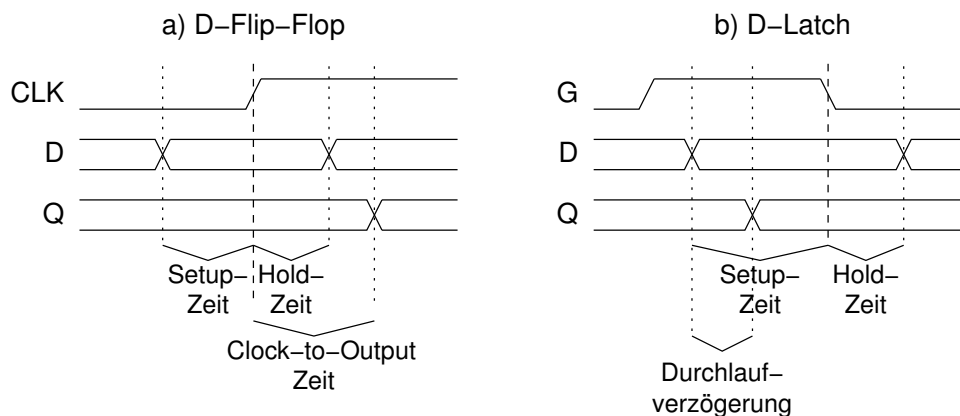 a) D−Flip−Flop
CLK
D
Q
Setup−
Zeit
Hold−
Zeit
Clock−to−Output
Zeit
b) D−Latch
G
D
Q
Setup−
Zeit
Hold−
Zeit
Durchlauf−
verzögerung